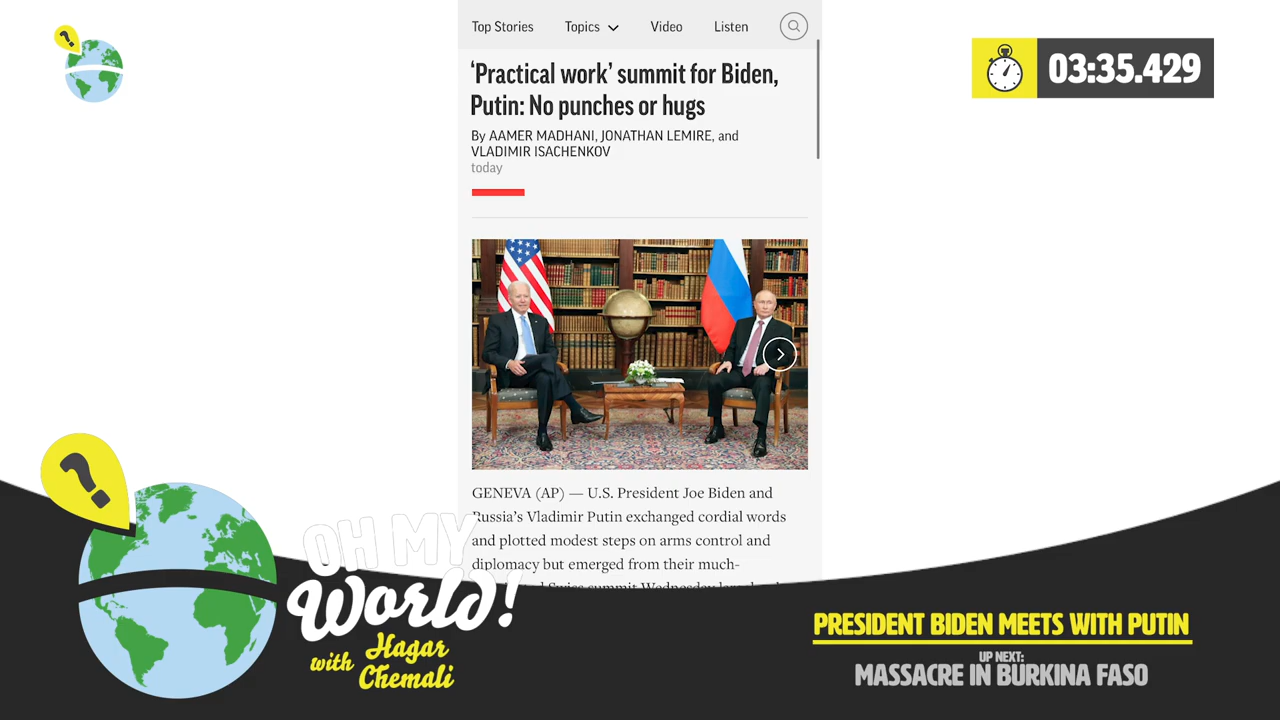 Top Stories Topics Video Listen
03:35.429
‘Practical work’ summit for Biden,
Putin: No punches or hugs
By AAMER MADHANI, JONATHAN LEMIRE, and
VLADIMIR ISACHENKOV
today
GENEVA (AP) — U.S. President Joe Biden and
Russia’s Vladimir Putin exchanged cordial words
and plotted modest steps on arms control and
diplomacy but emerged from their much-
Swiss summit Wednesday
?
OH MY
World!
with Hagar
Chemali
PRESIDENT BIDEN MEETS WITH PUTIN
UP NEXT:
MASSACRE IN BURKINA FASO